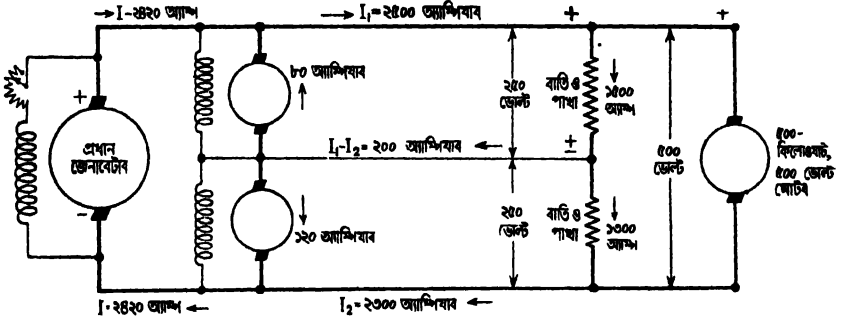 I-২৪২০ অ্যাম্প
I₁=২৫০০ অ্যাম্পিয়ার
+
+
৮০ অ্যাম্পিয়ার
২৫০
ভোল্ট
বাতি ও
পাখা
১৫০০
অ্যাম্প
+
প্রধান
জেনারেটার
-
I₁-I₂=২০০ অ্যাম্পিয়ার
±
৫০০
ভোল্ট
৫০০-
কিলোওয়াট,
৫০০ ভোল্ট
মোটর
১২০ অ্যাম্পিয়ার
২৫০
ভোল্ট
বাতি ও
পাখা
১৩০০
অ্যাম্প
I-২৪২০ অ্যাম্প
I₂=২৩০০ অ্যাম্পিয়ার